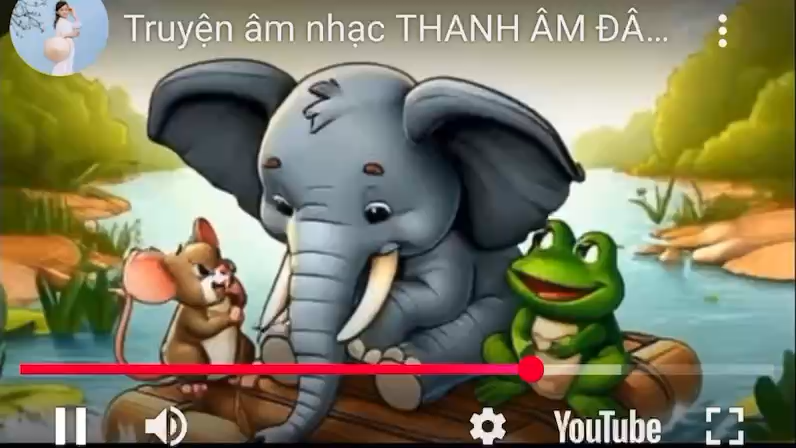 Truyện âm nhạc THANH ÂM ĐÂ...
YouTube